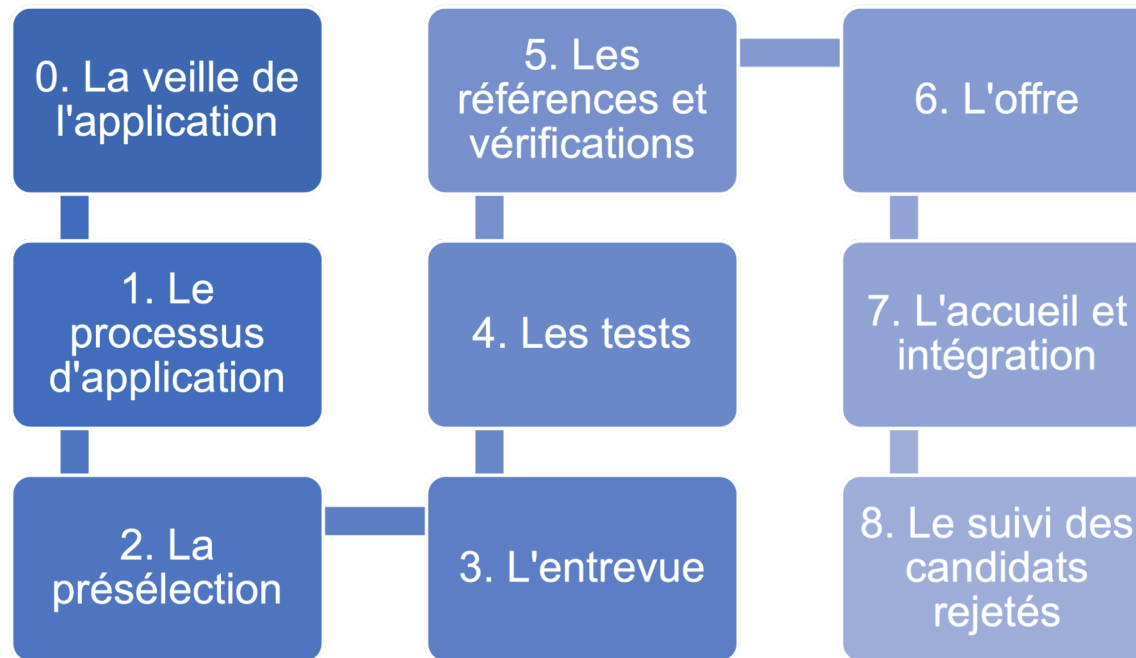 0. La veille de
l'application
1. Le
processus
d'application
2. La
présélection
3. L'entrevue
4. Les tests
5. Les
références et
vérifications
6. L'offre
7. L'accueil et
intégration
8. Le suivi des
candidats
rejetés